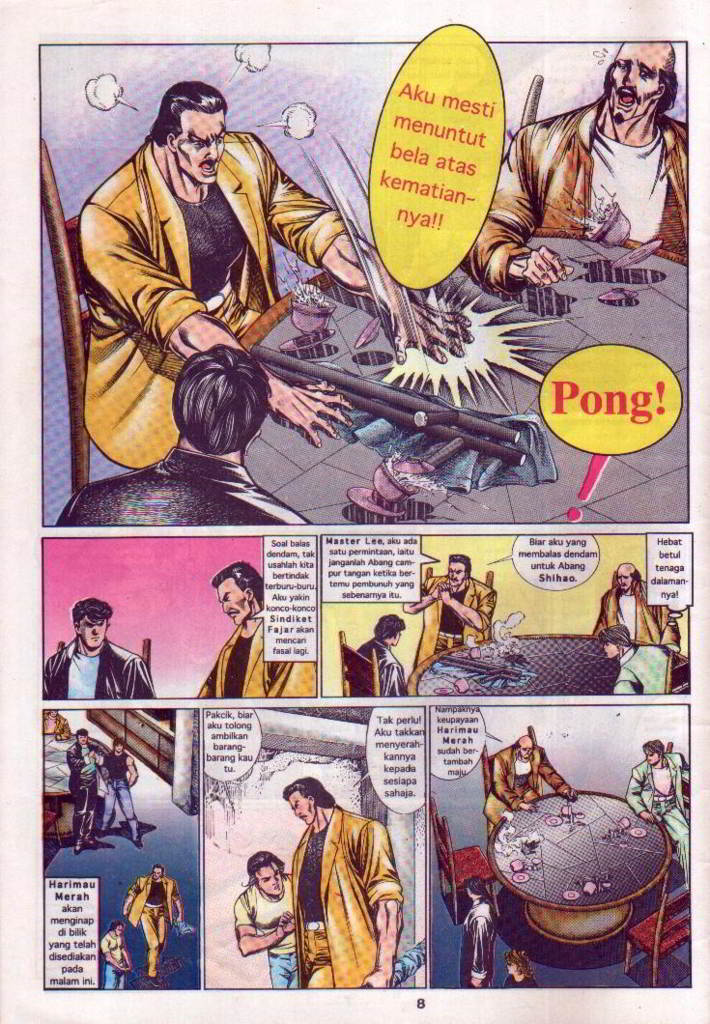 Aku mesti
menuntut
bela atas
kematian-
nya!!
Pong!
Soal balas
dendam, tak
usahlah kita
bertindak
terburu-buru.
Aku yakin
konco-konco
Sindiket
Fajar akan
mencari
fasal lagi.
Master Lee, aku ada
satu permintaan, iaitu
janganlah Abang cam-
pur tangan ketika ber-
temu pembunuh yang
sebenarnya itu.
Biar aku yang
membalas dendam
untuk Abang
Shihao.
Hebat
betul
tenaga
dalaman-
nya!
Harimau
Merah
akan
menginap
di bilik
yang telah
disediakan
pada
malam ini.
Pakcik, biar
aku tolong
ambilkan
barang-
barang kau
tu.
Tak perlu!
Aku takkan
menyerah-
kannya
kepada
sesiapa
sahaja.
Nampaknya
keupayaan
Harimau
Merah
sudah ber-
tambah
maju.
8